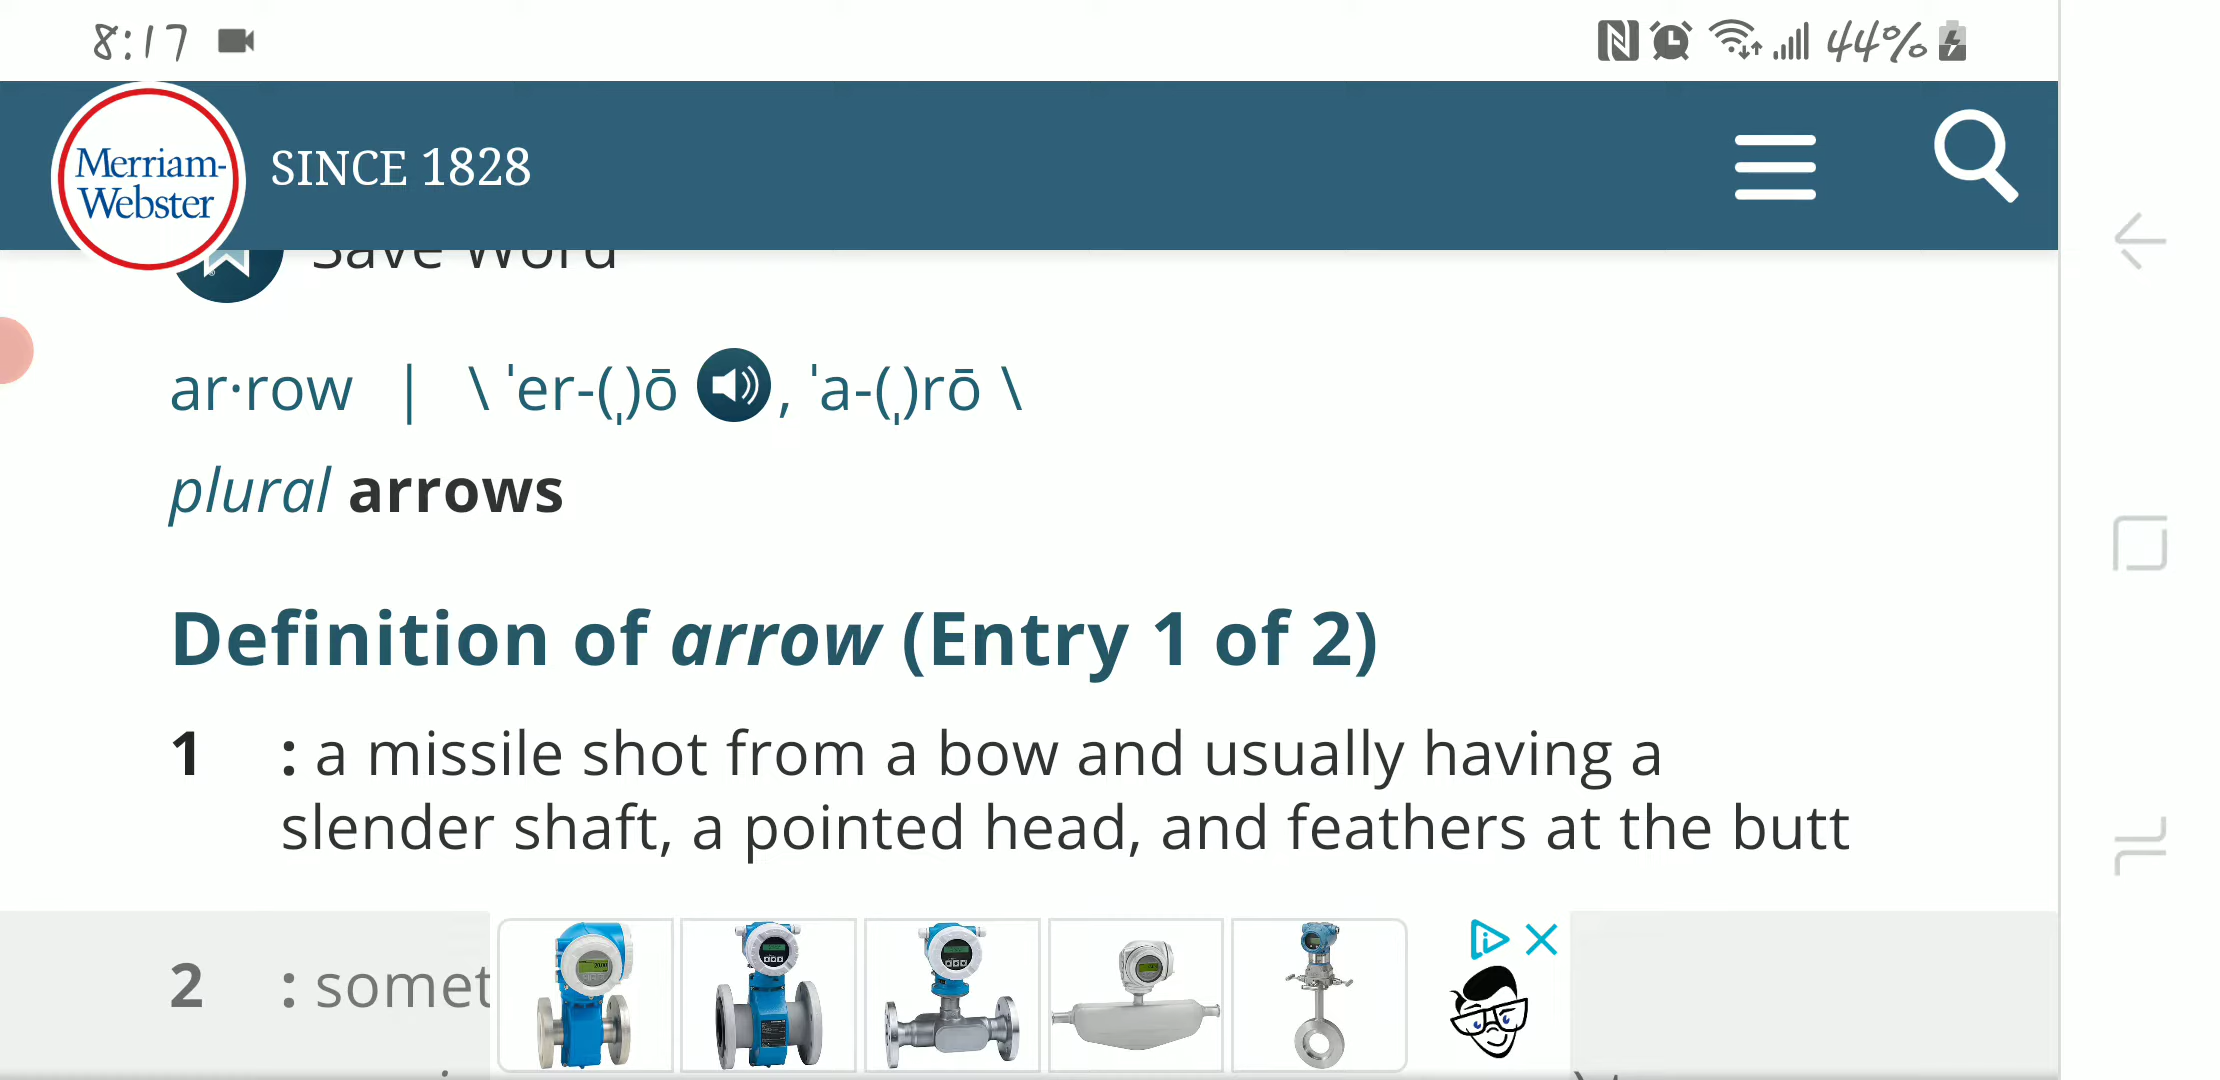 8:17
44%
Merriam-
Webster
SINCE 1828
Save Word
ar·row | \ ˈer-(ˌ)ō , ˈa-(ˌ)rō \
plural arrows
Definition of arrow (Entry 1 of 2)
1 : a missile shot from a bow and usually having a
slender shaft, a pointed head, and feathers at the butt
2 : somet